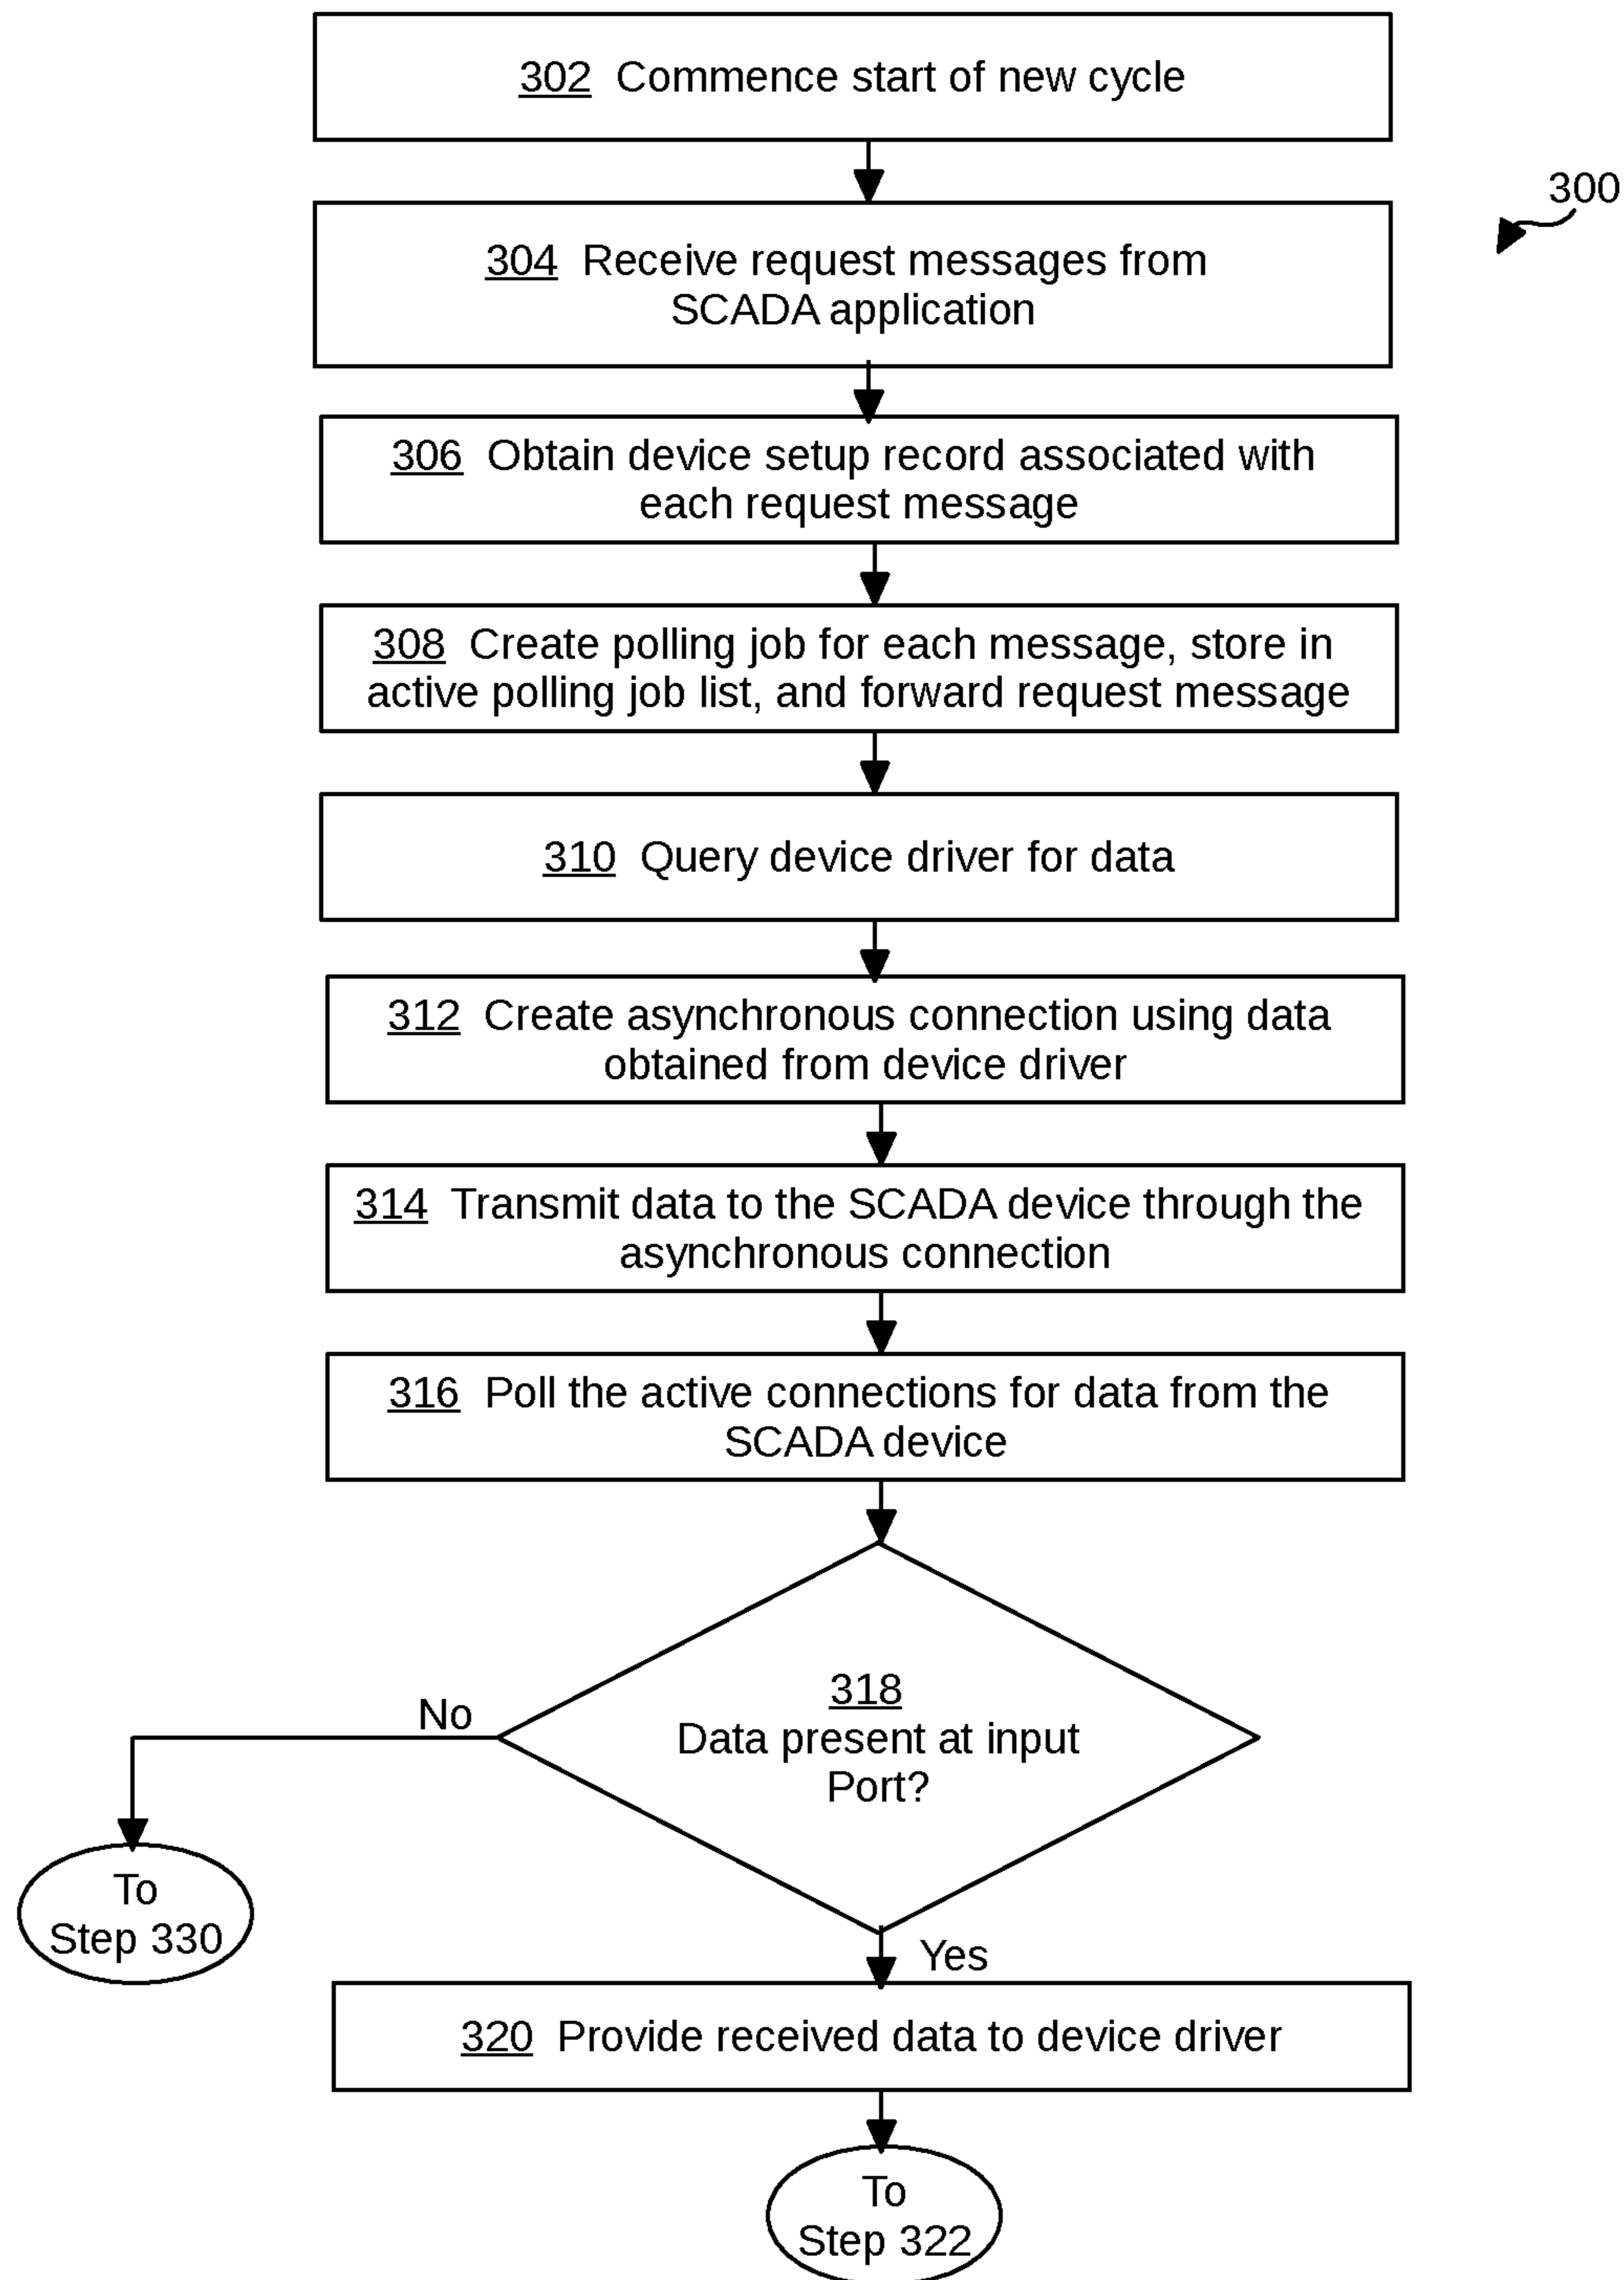 302 Commence start of new cycle
300
304 Receive request messages from
SCADA application
306 Obtain device setup record associated with
each request message
308 Create polling job for each message, store in
active polling job list, and forward request message
310 Query device driver for data
312 Create asynchronous connection using data
obtained from device driver
314 Transmit data to the SCADA device through the
asynchronous connection
316 Poll the active connections for data from the
SCADA device
318
Data present at input
Port?
No
To
Step 330
Yes
320 Provide received data to device driver
To
Step 322